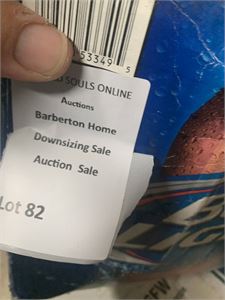 53349 5
SOULS ONLINE
Auctions
Barberton Home
Downsizing Sale
Auction Sale
Lot 82